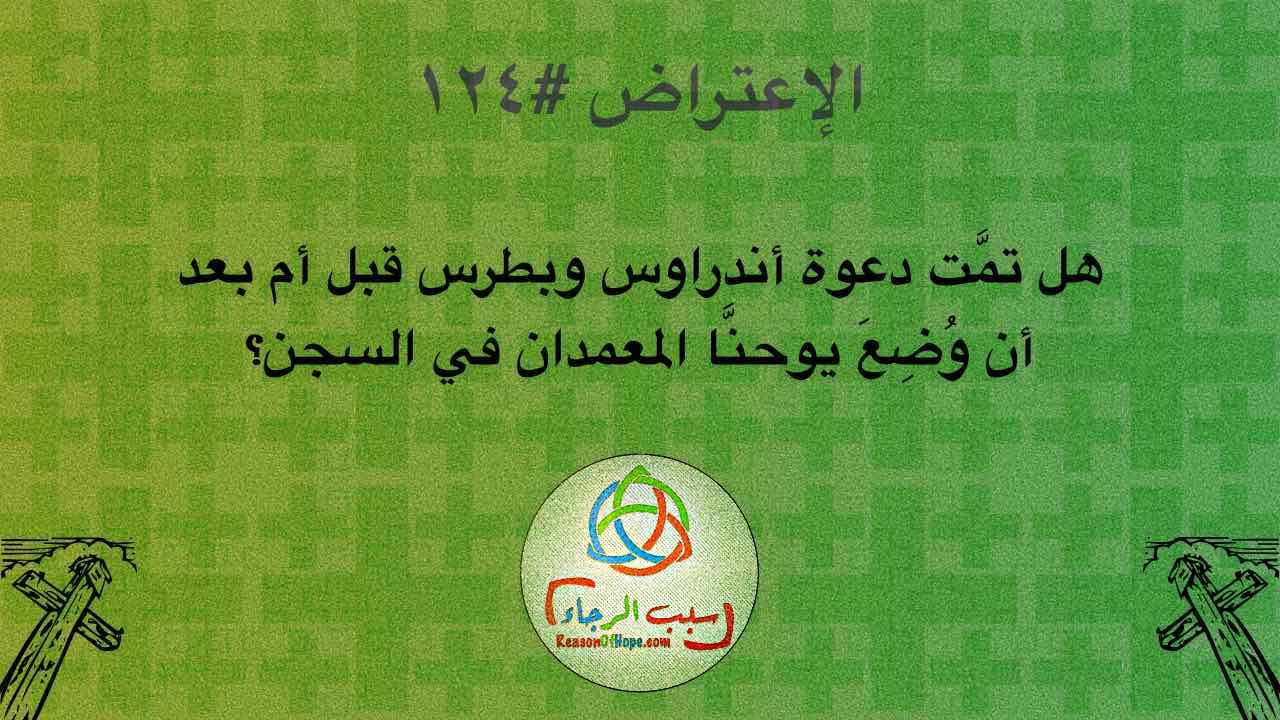 الإعتراض #١٢٤
هل تمَّت دعوة أندراوس وبطرس قبل أم بعد
أن وُضِعَ يوحنَّا المعمدان في السجن؟
سبب الرجاء
ReasonOfHope.com